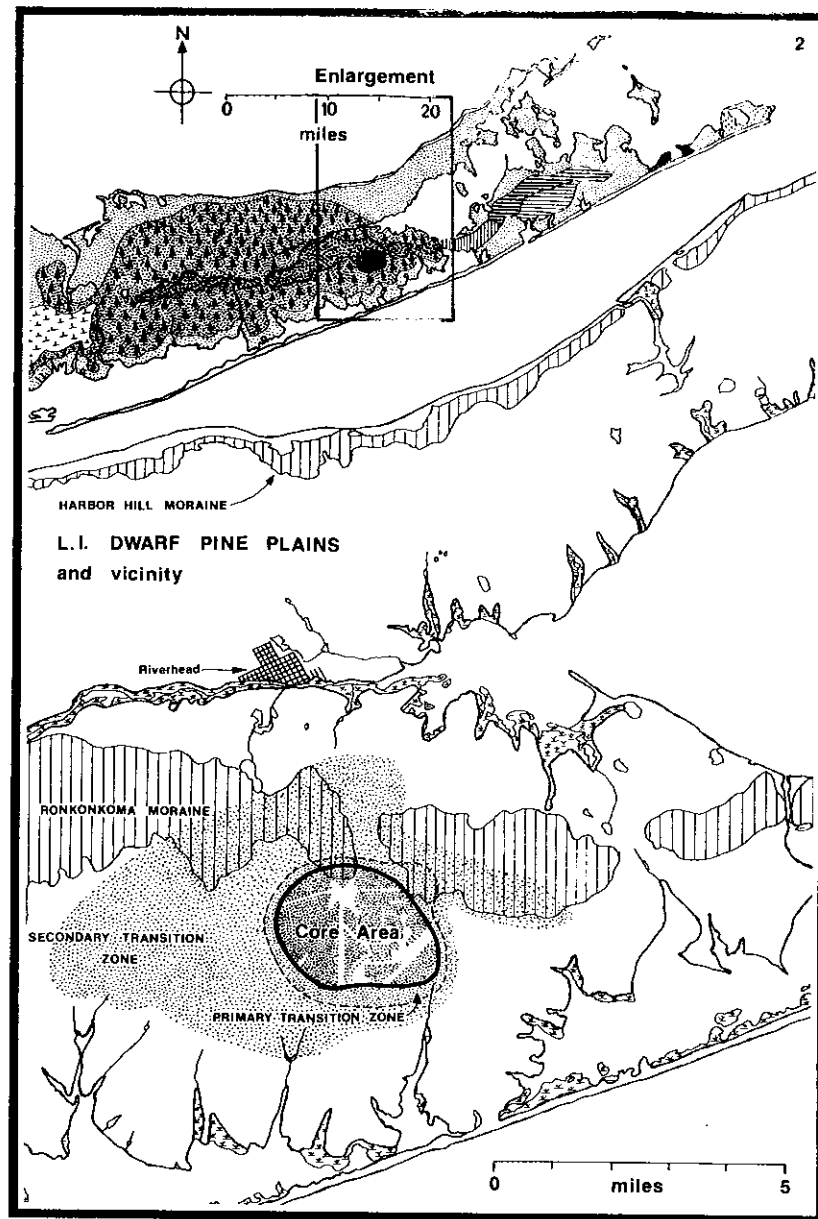 2
N
Enlargement
0 10 20
miles
HARBOR HILL MORAINE
L.I. DWARF PINE PLAINS
and vicinity
Riverhead
RONKONKOMA MORAINE
Core Area
SECONDARY TRANSITION
ZONE
PRIMARY TRANSITION ZONE
0 miles 5